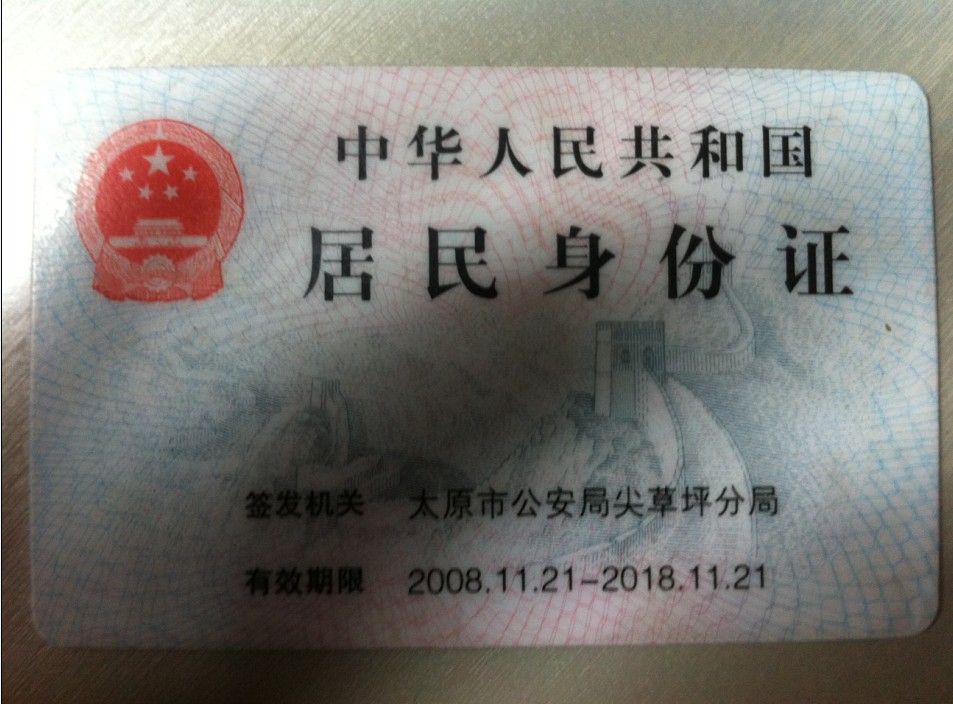 中华人民共和国
居民身份证
签发机关 太原市公安局尖草坪分局
有效期限 2008.11.21-2018.11.21